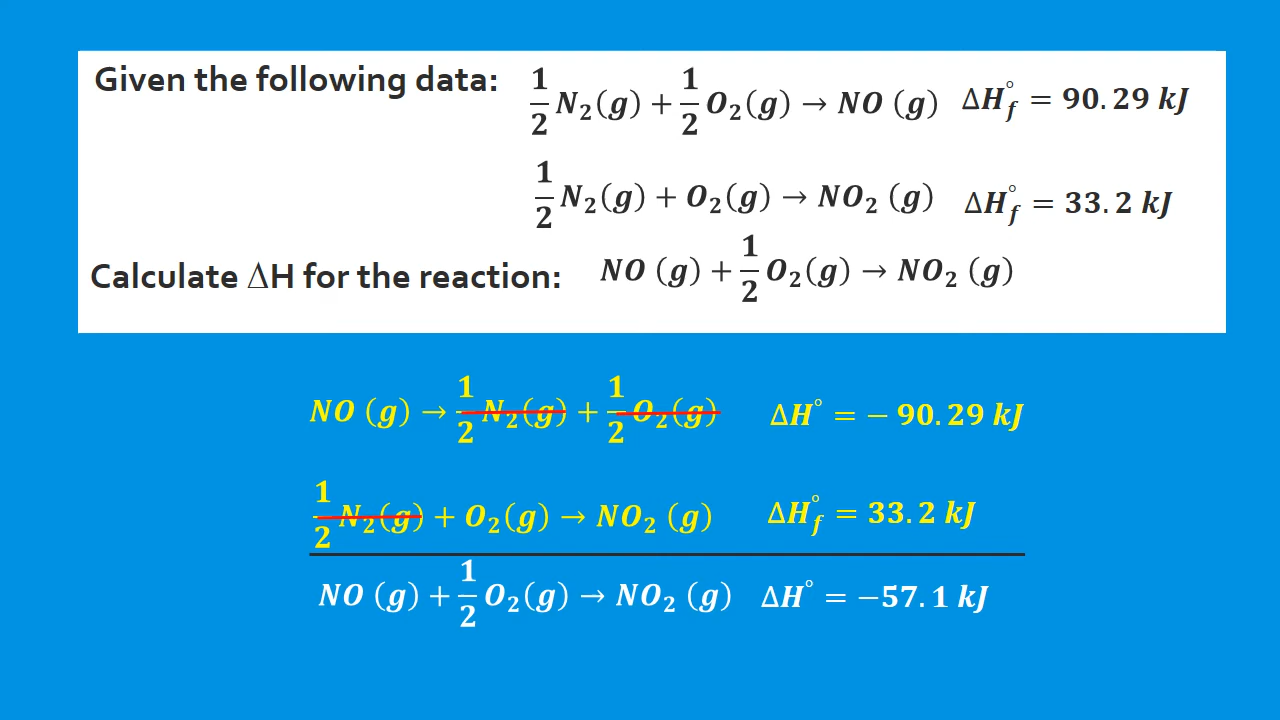 Given the following data: 1/2 N₂(g) + 1/2 O₂(g) → NO (g) ΔH°f = 90.29 kJ
1/2 N₂(g) + O₂(g) → NO₂ (g) ΔH°f = 33.2 kJ
Calculate ΔH for the reaction: NO (g) + 1/2 O₂(g) → NO₂ (g)
NO (g) → 1/2 N₂(g) + 1/2 O₂(g) ΔH° = − 90.29 kJ
1/2 N₂(g) + O₂(g) → NO₂ (g) ΔH°f = 33.2 kJ
NO (g) + 1/2 O₂(g) → NO₂ (g) ΔH° = −57.1 kJ